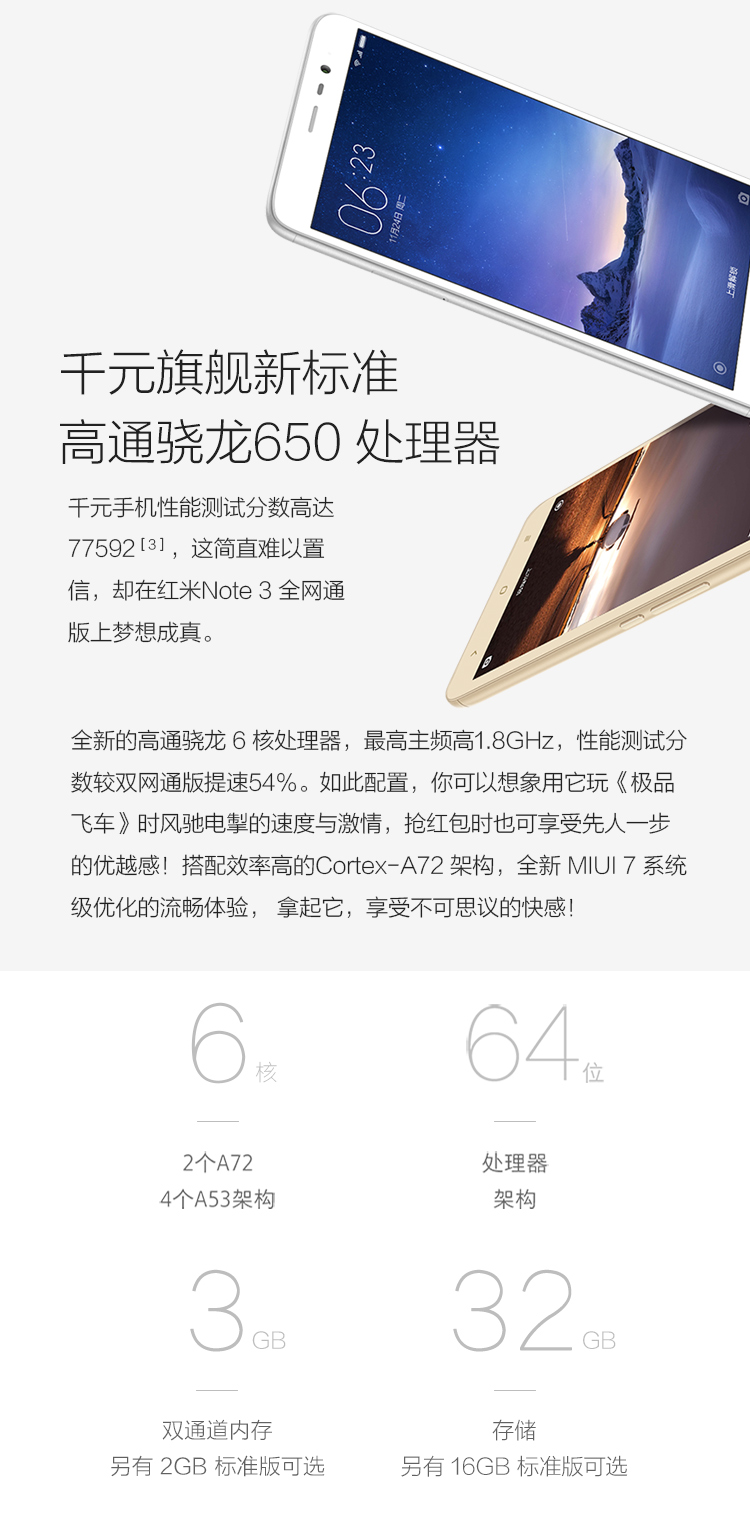 06:23
11月24日 周二
上滑解锁
千元旗舰新标准
高通骁龙650 处理器
千元手机性能测试分数高达
77592[3]，这简直难以置
信，却在红米Note 3 全网通
版上梦想成真。
全新的高通骁龙 6 核处理器，最高主频高1.8GHz，性能测试分
数较双网通版提速54%。如此配置，你可以想象用它玩《极品
飞车》时风驰电掣的速度与激情，抢红包时也可享受先人一步
的优越感！搭配效率高的Cortex-A72 架构，全新 MIUI 7 系统
级优化的流畅体验， 拿起它，享受不可思议的快感！
6核
2个A72
4个A53架构
64位
处理器
架构
3GB
双通道内存
另有 2GB 标准版可选
32GB
存储
另有 16GB 标准版可选